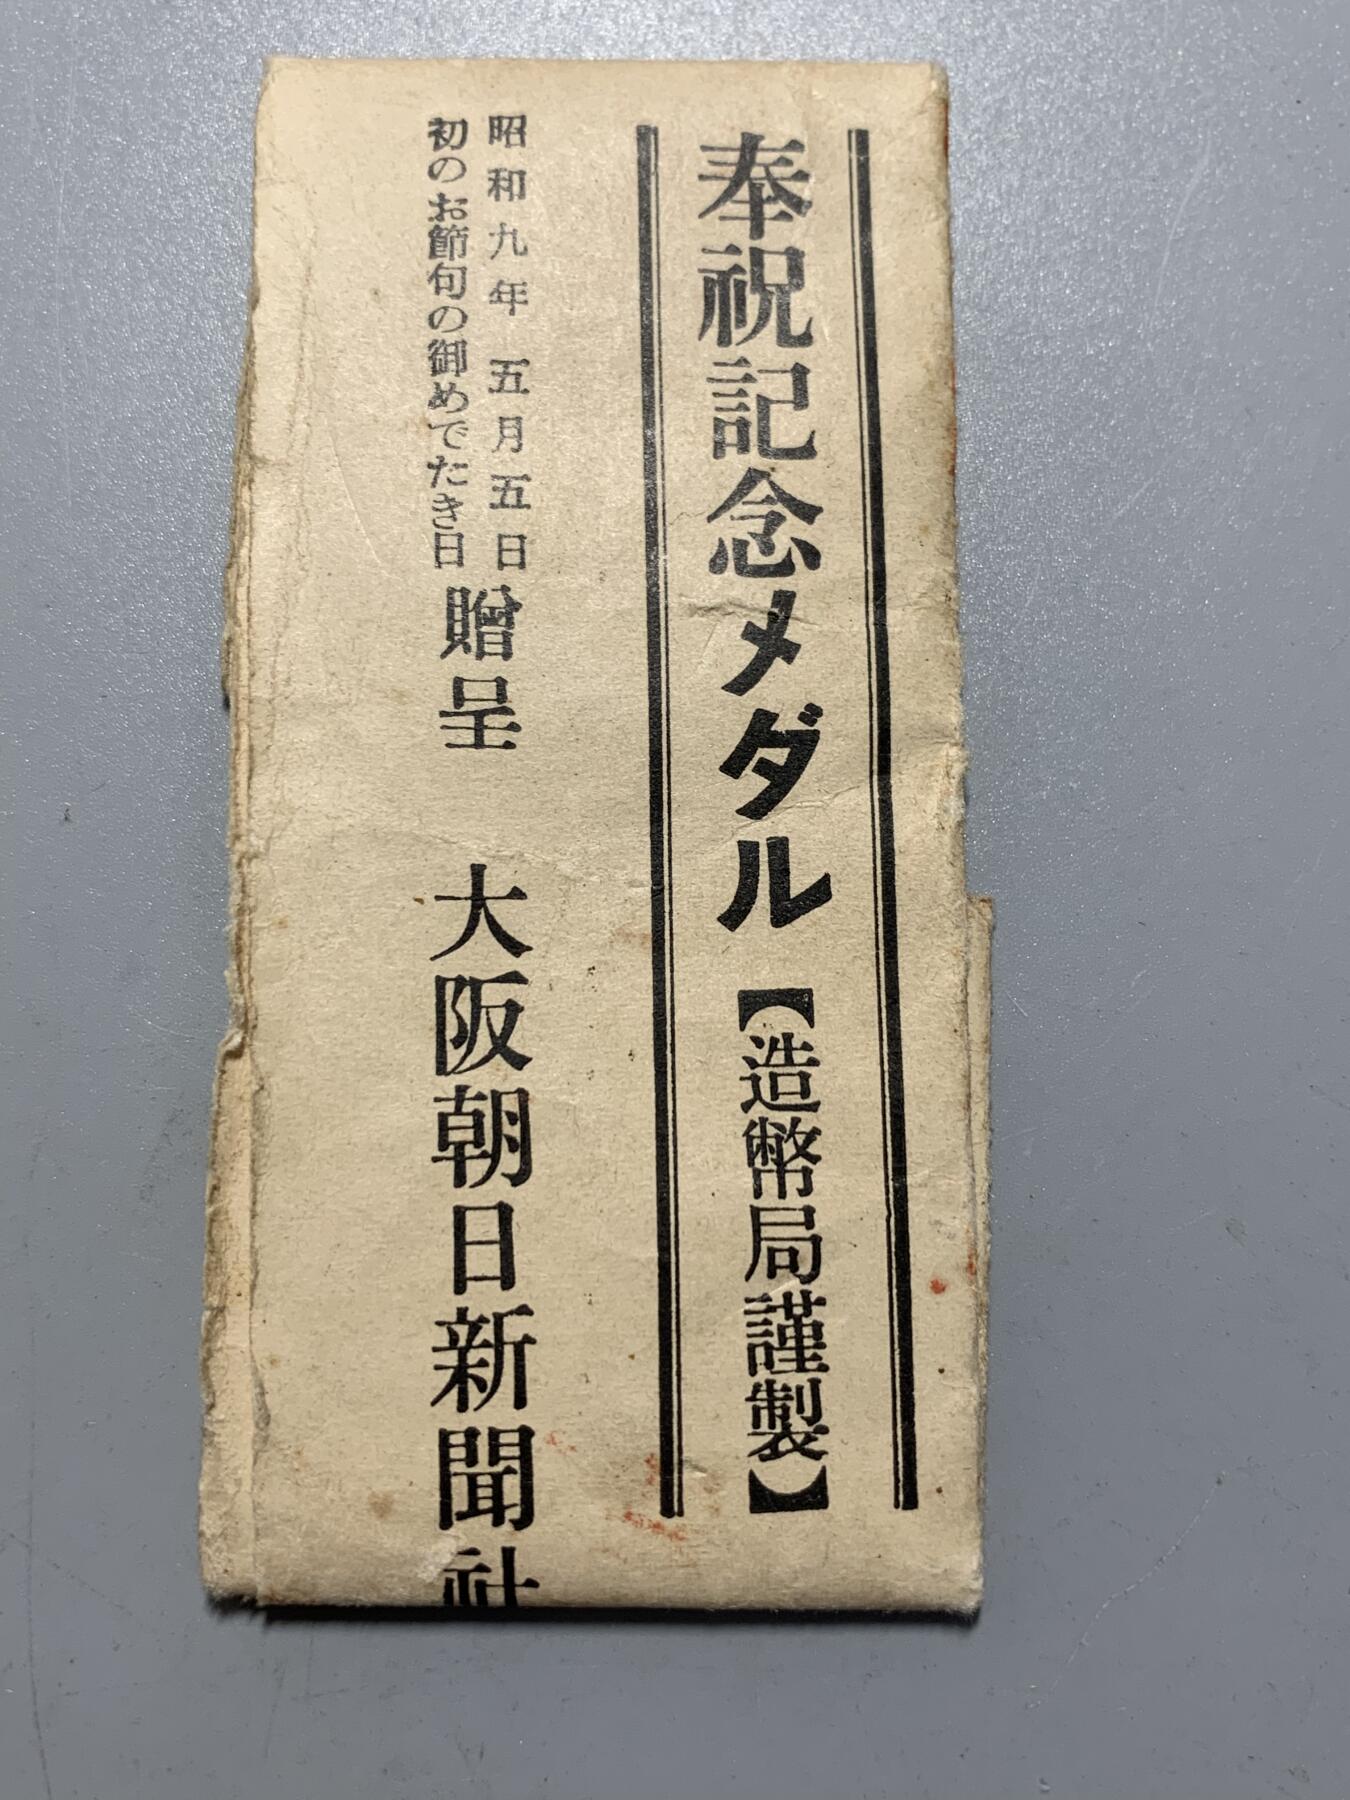 奉祝記念メダル【造幣局謹製】
昭和九年 五月五日
初のお節句の御めでたき日
贈呈 大阪朝日新聞社